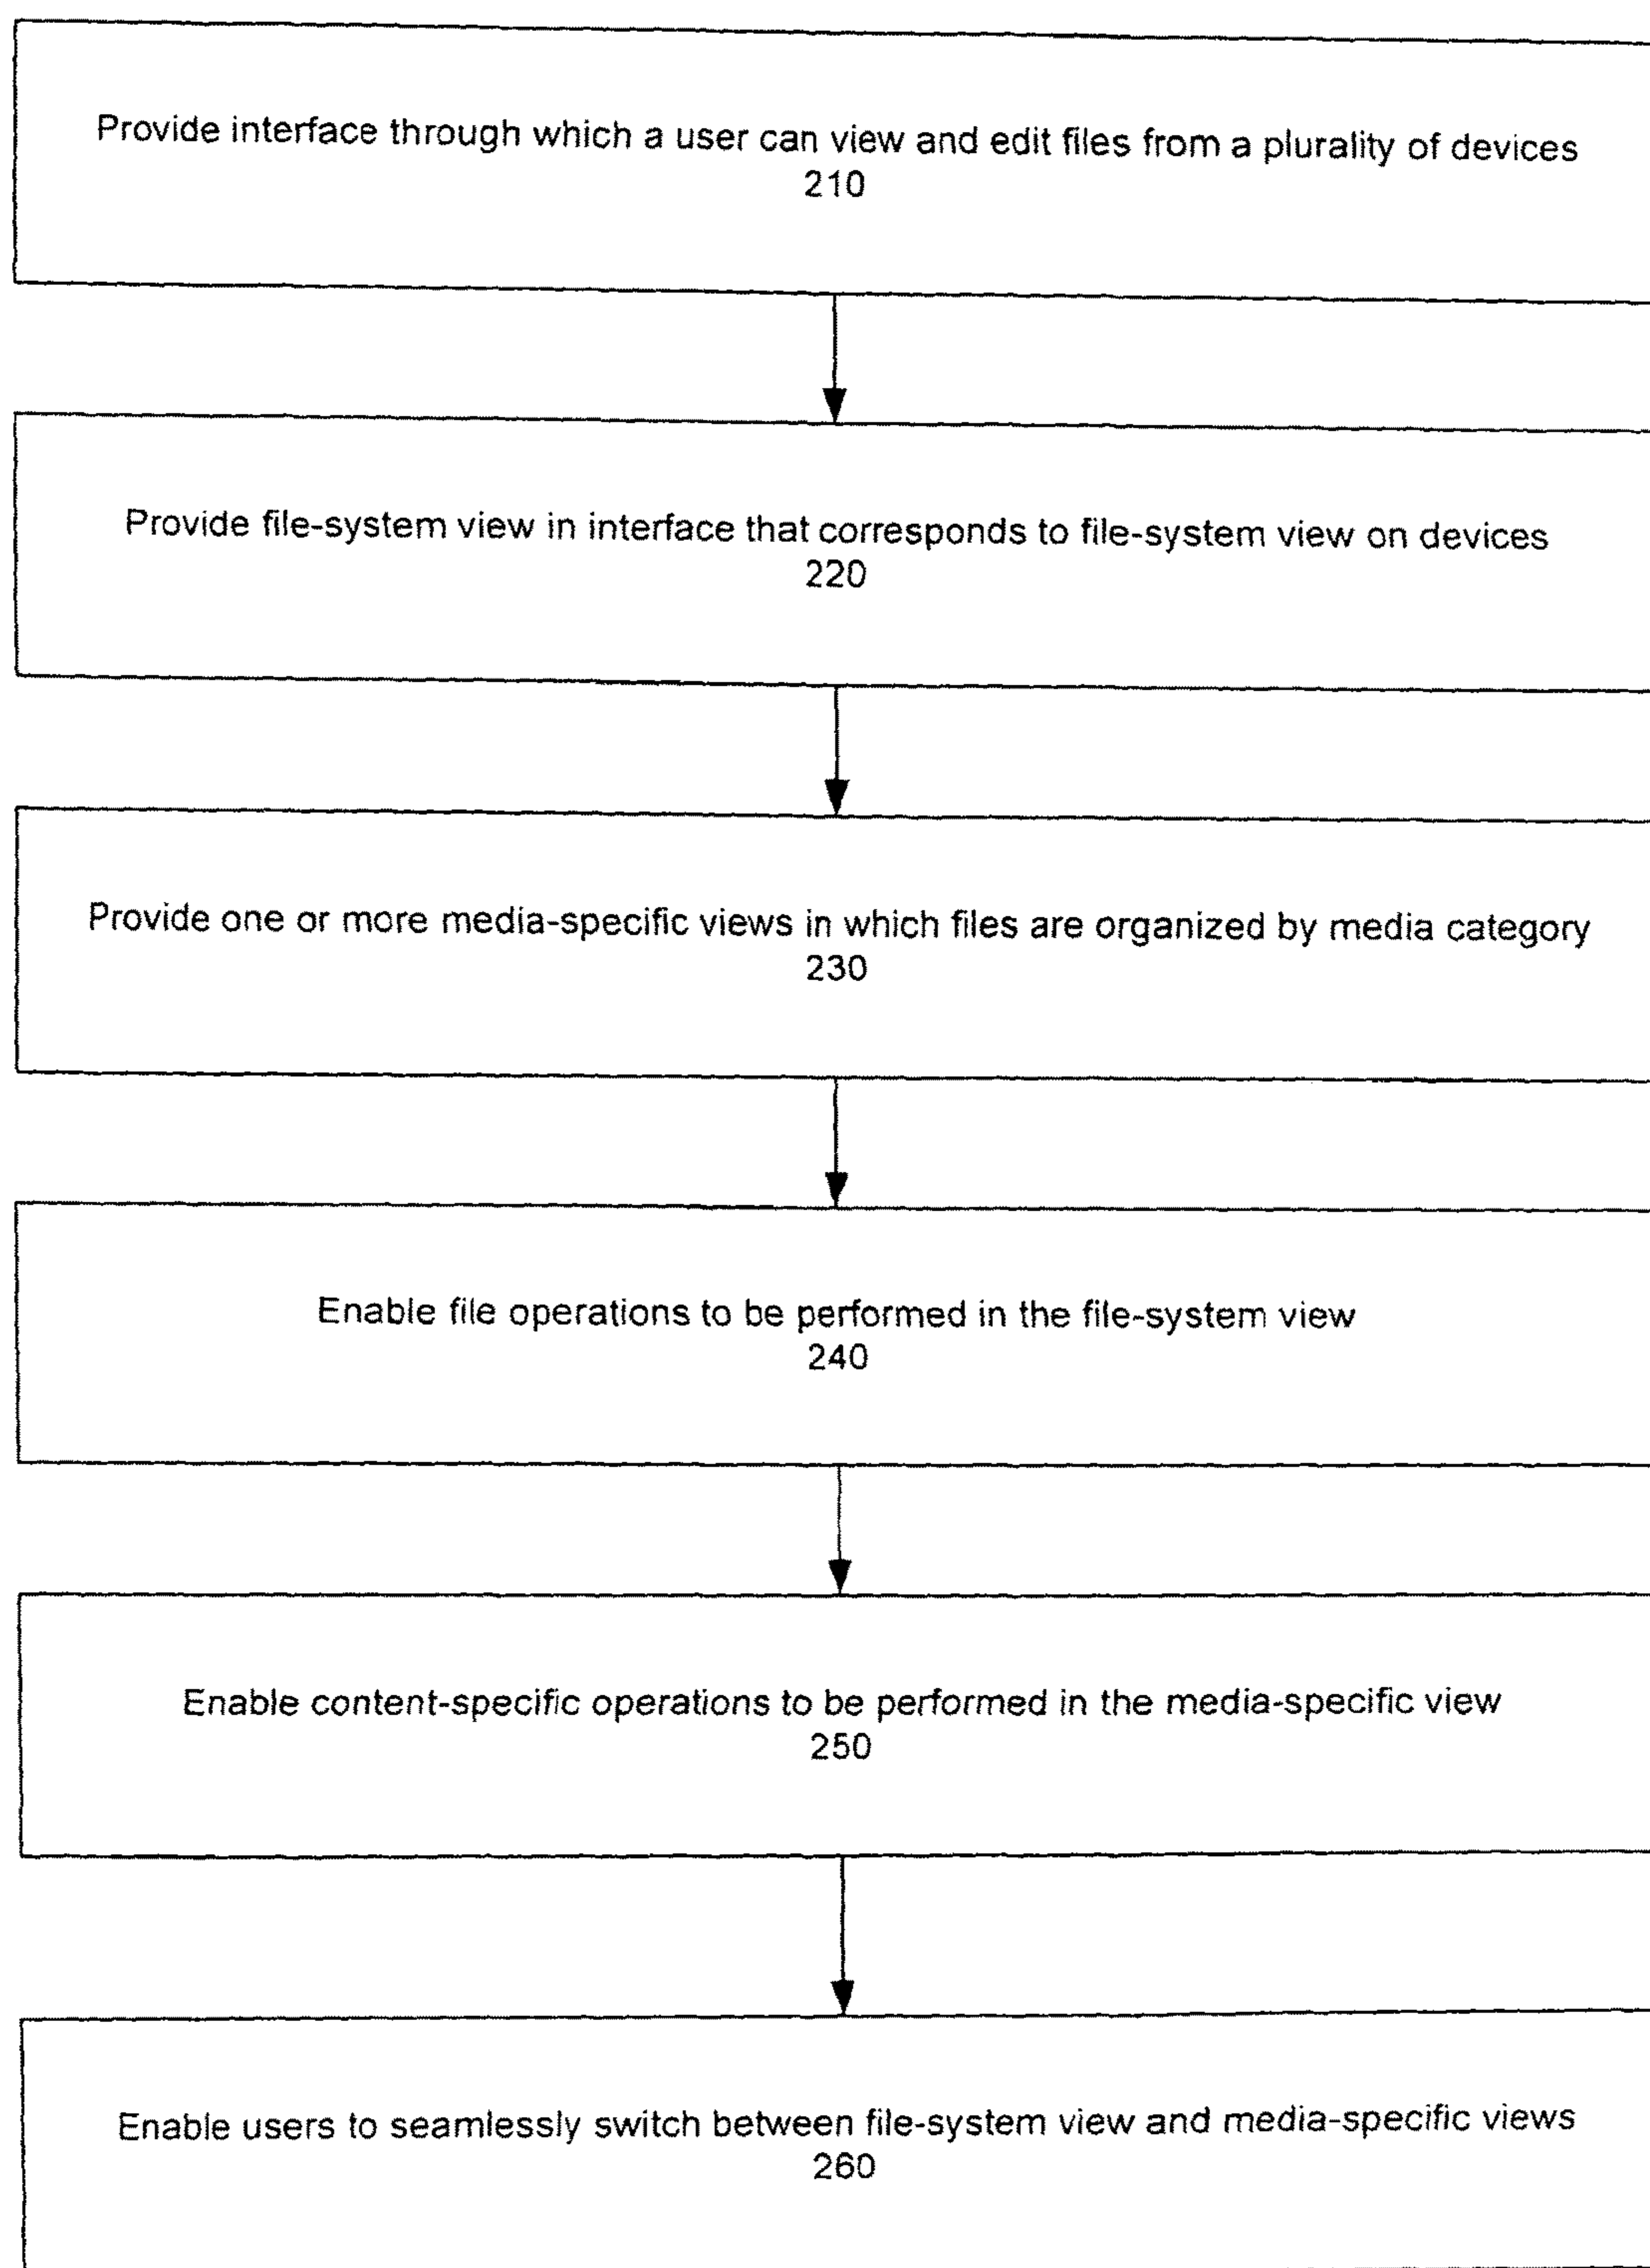 Provide interface through which a user can view and edit files from a plurality of devices
210
Provide file-system view in interface that corresponds to file-system view on devices
220
Provide one or more media-specific views in which files are organized by media category
230
Enable file operations to be performed in the file-system view
240
Enable content-specific operations to be performed in the media-specific view
250
Enable users to seamlessly switch between file-system view and media-specific views
260